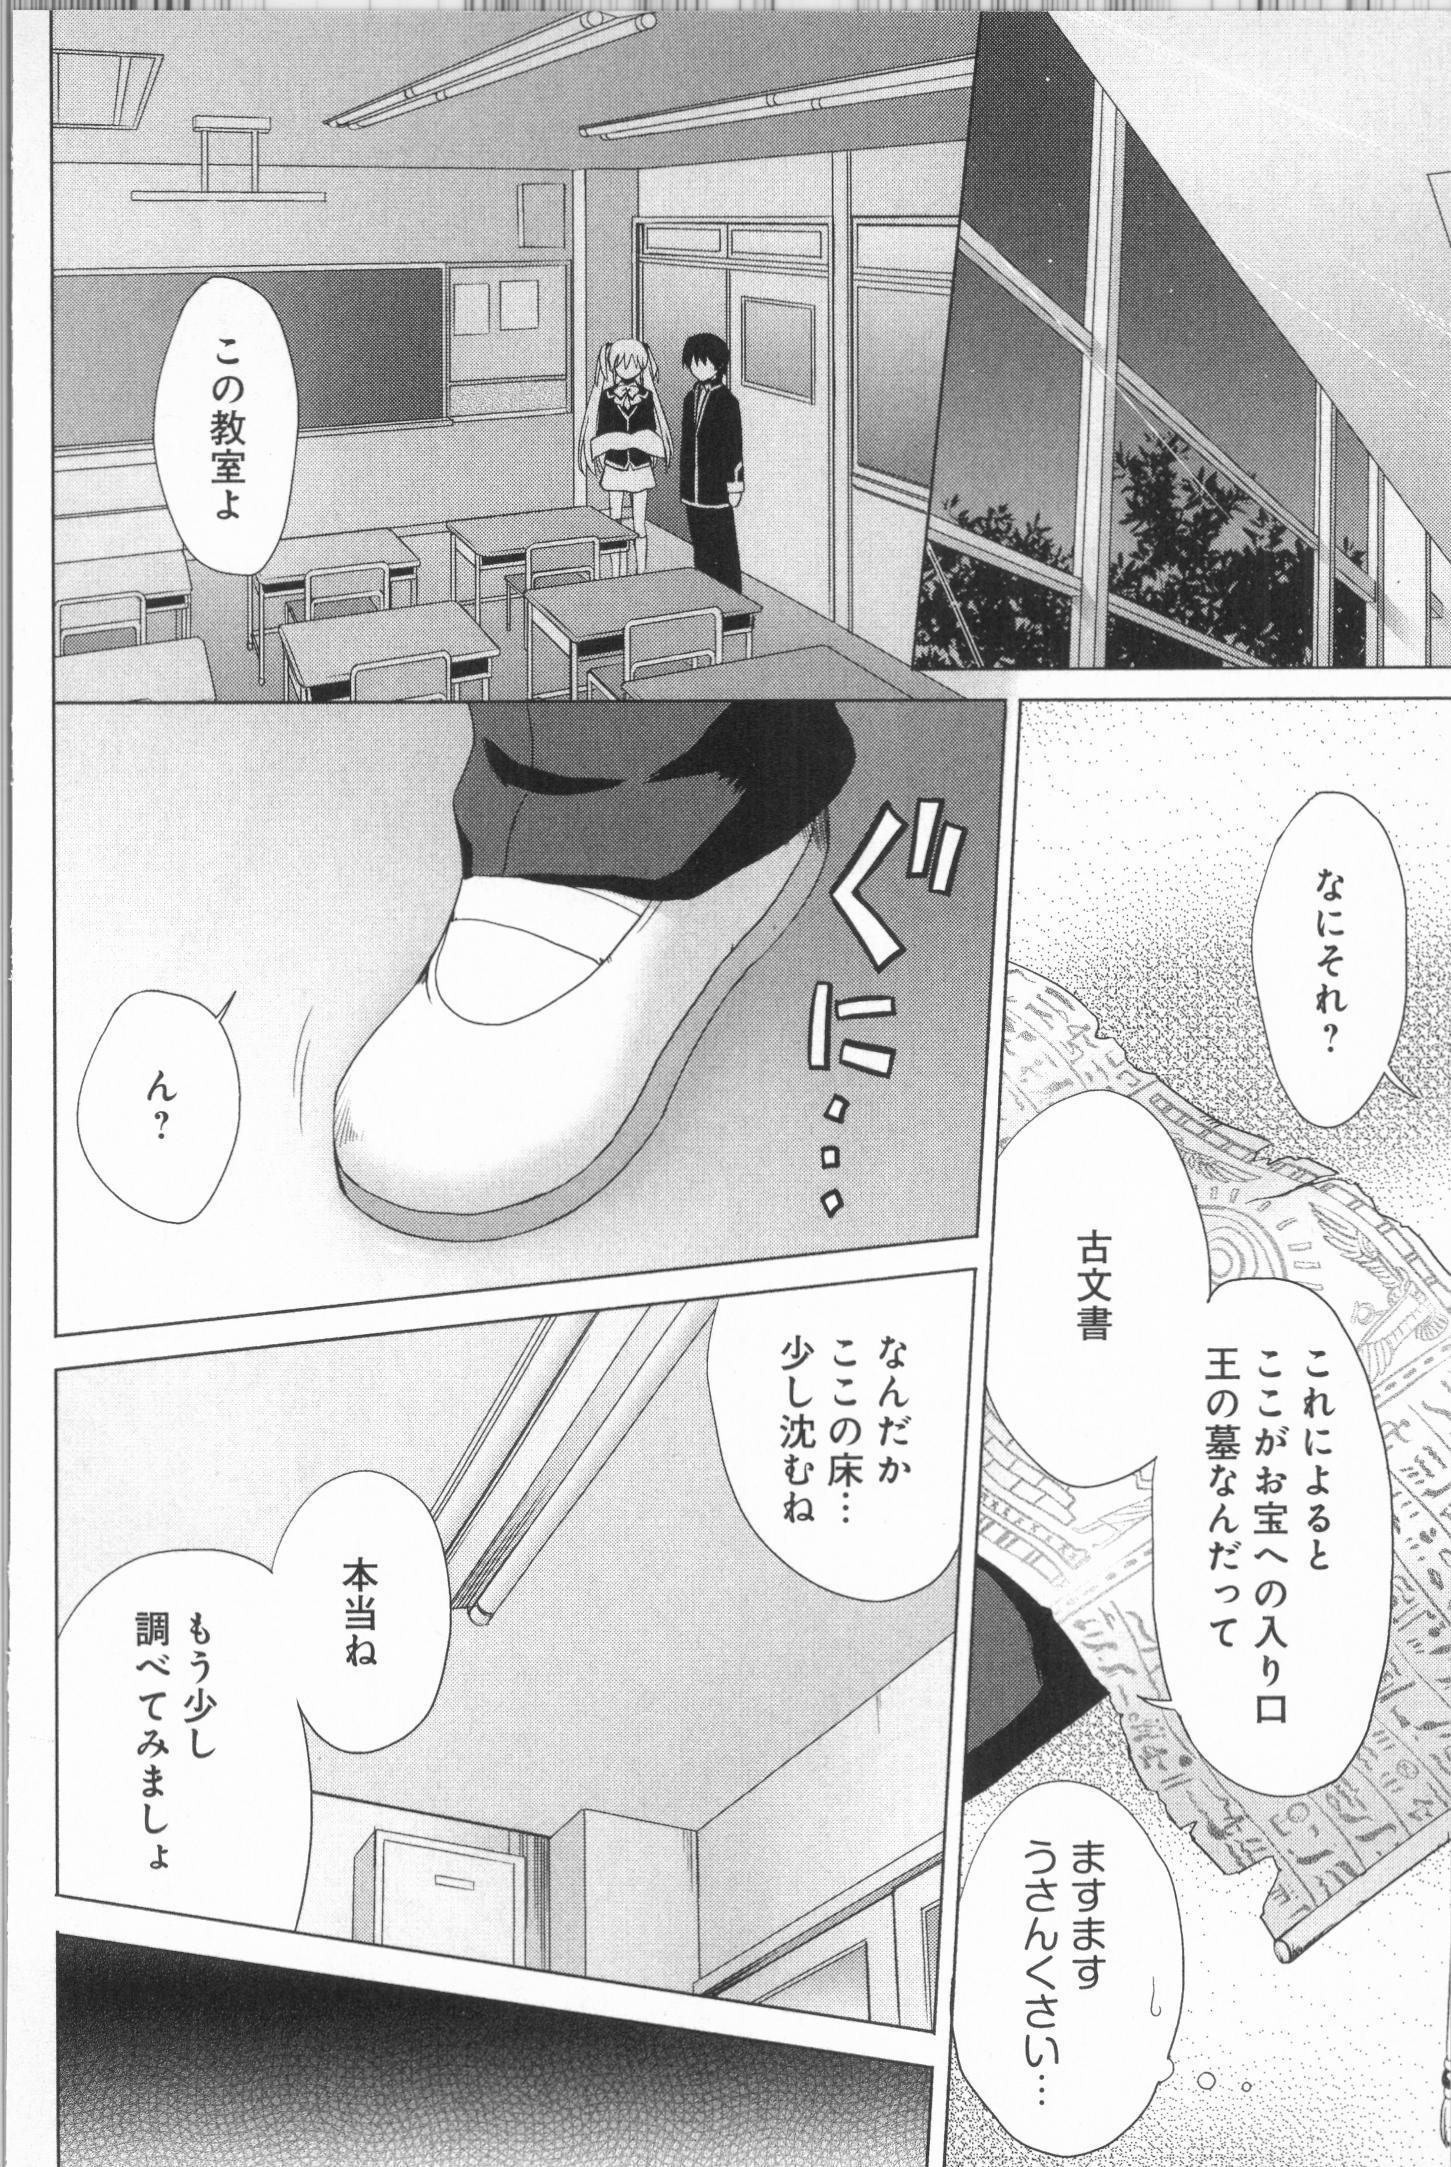 この教室よ
なにそれ?
古文書
これによると
ここがお宝への入り口
王の墓なんだって
ますます
うさんくさい…
ぐに…
ん?
なんだか
ここの床…
少し沈むね
本当ね
もう少し
調べてみましょ